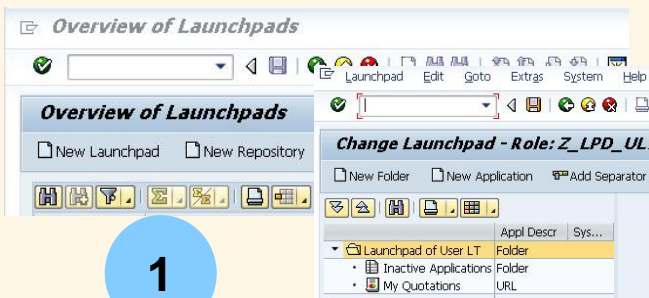 Overview of Launchpads
Overview of Launchpads
New Launchpad New Repository
1
Launchpad Edit Goto Extras System Help
Change Launchpad - Role: Z_LPD_UL
New Folder New Application Add Separator
Appl Descr Sys...
Launchpad of User LT Folder
Inactive Applications Folder
My Quotations URL